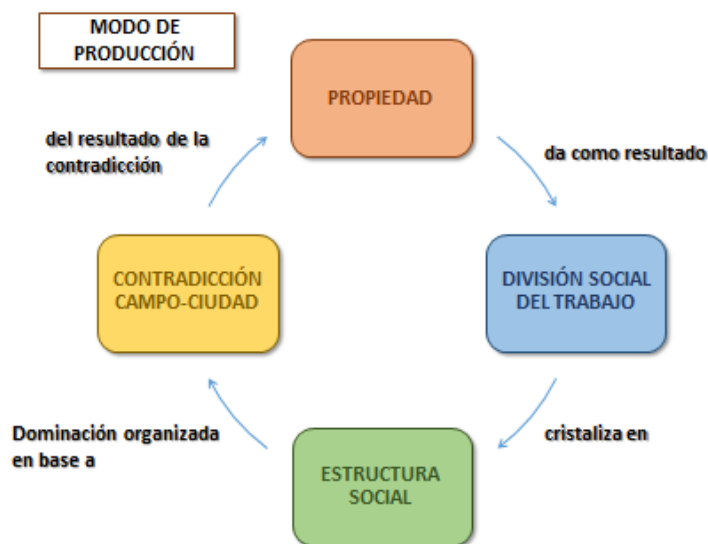 MODO DE
PRODUCCIÓN
PROPIEDAD
del resultado de la
contradicción
da como resultado
CONTRADICCIÓN
CAMPO-CIUDAD
DIVISIÓN SOCIAL
DEL TRABAJO
Dominación organizada
en base a
cristaliza en
ESTRUCTURA
SOCIAL